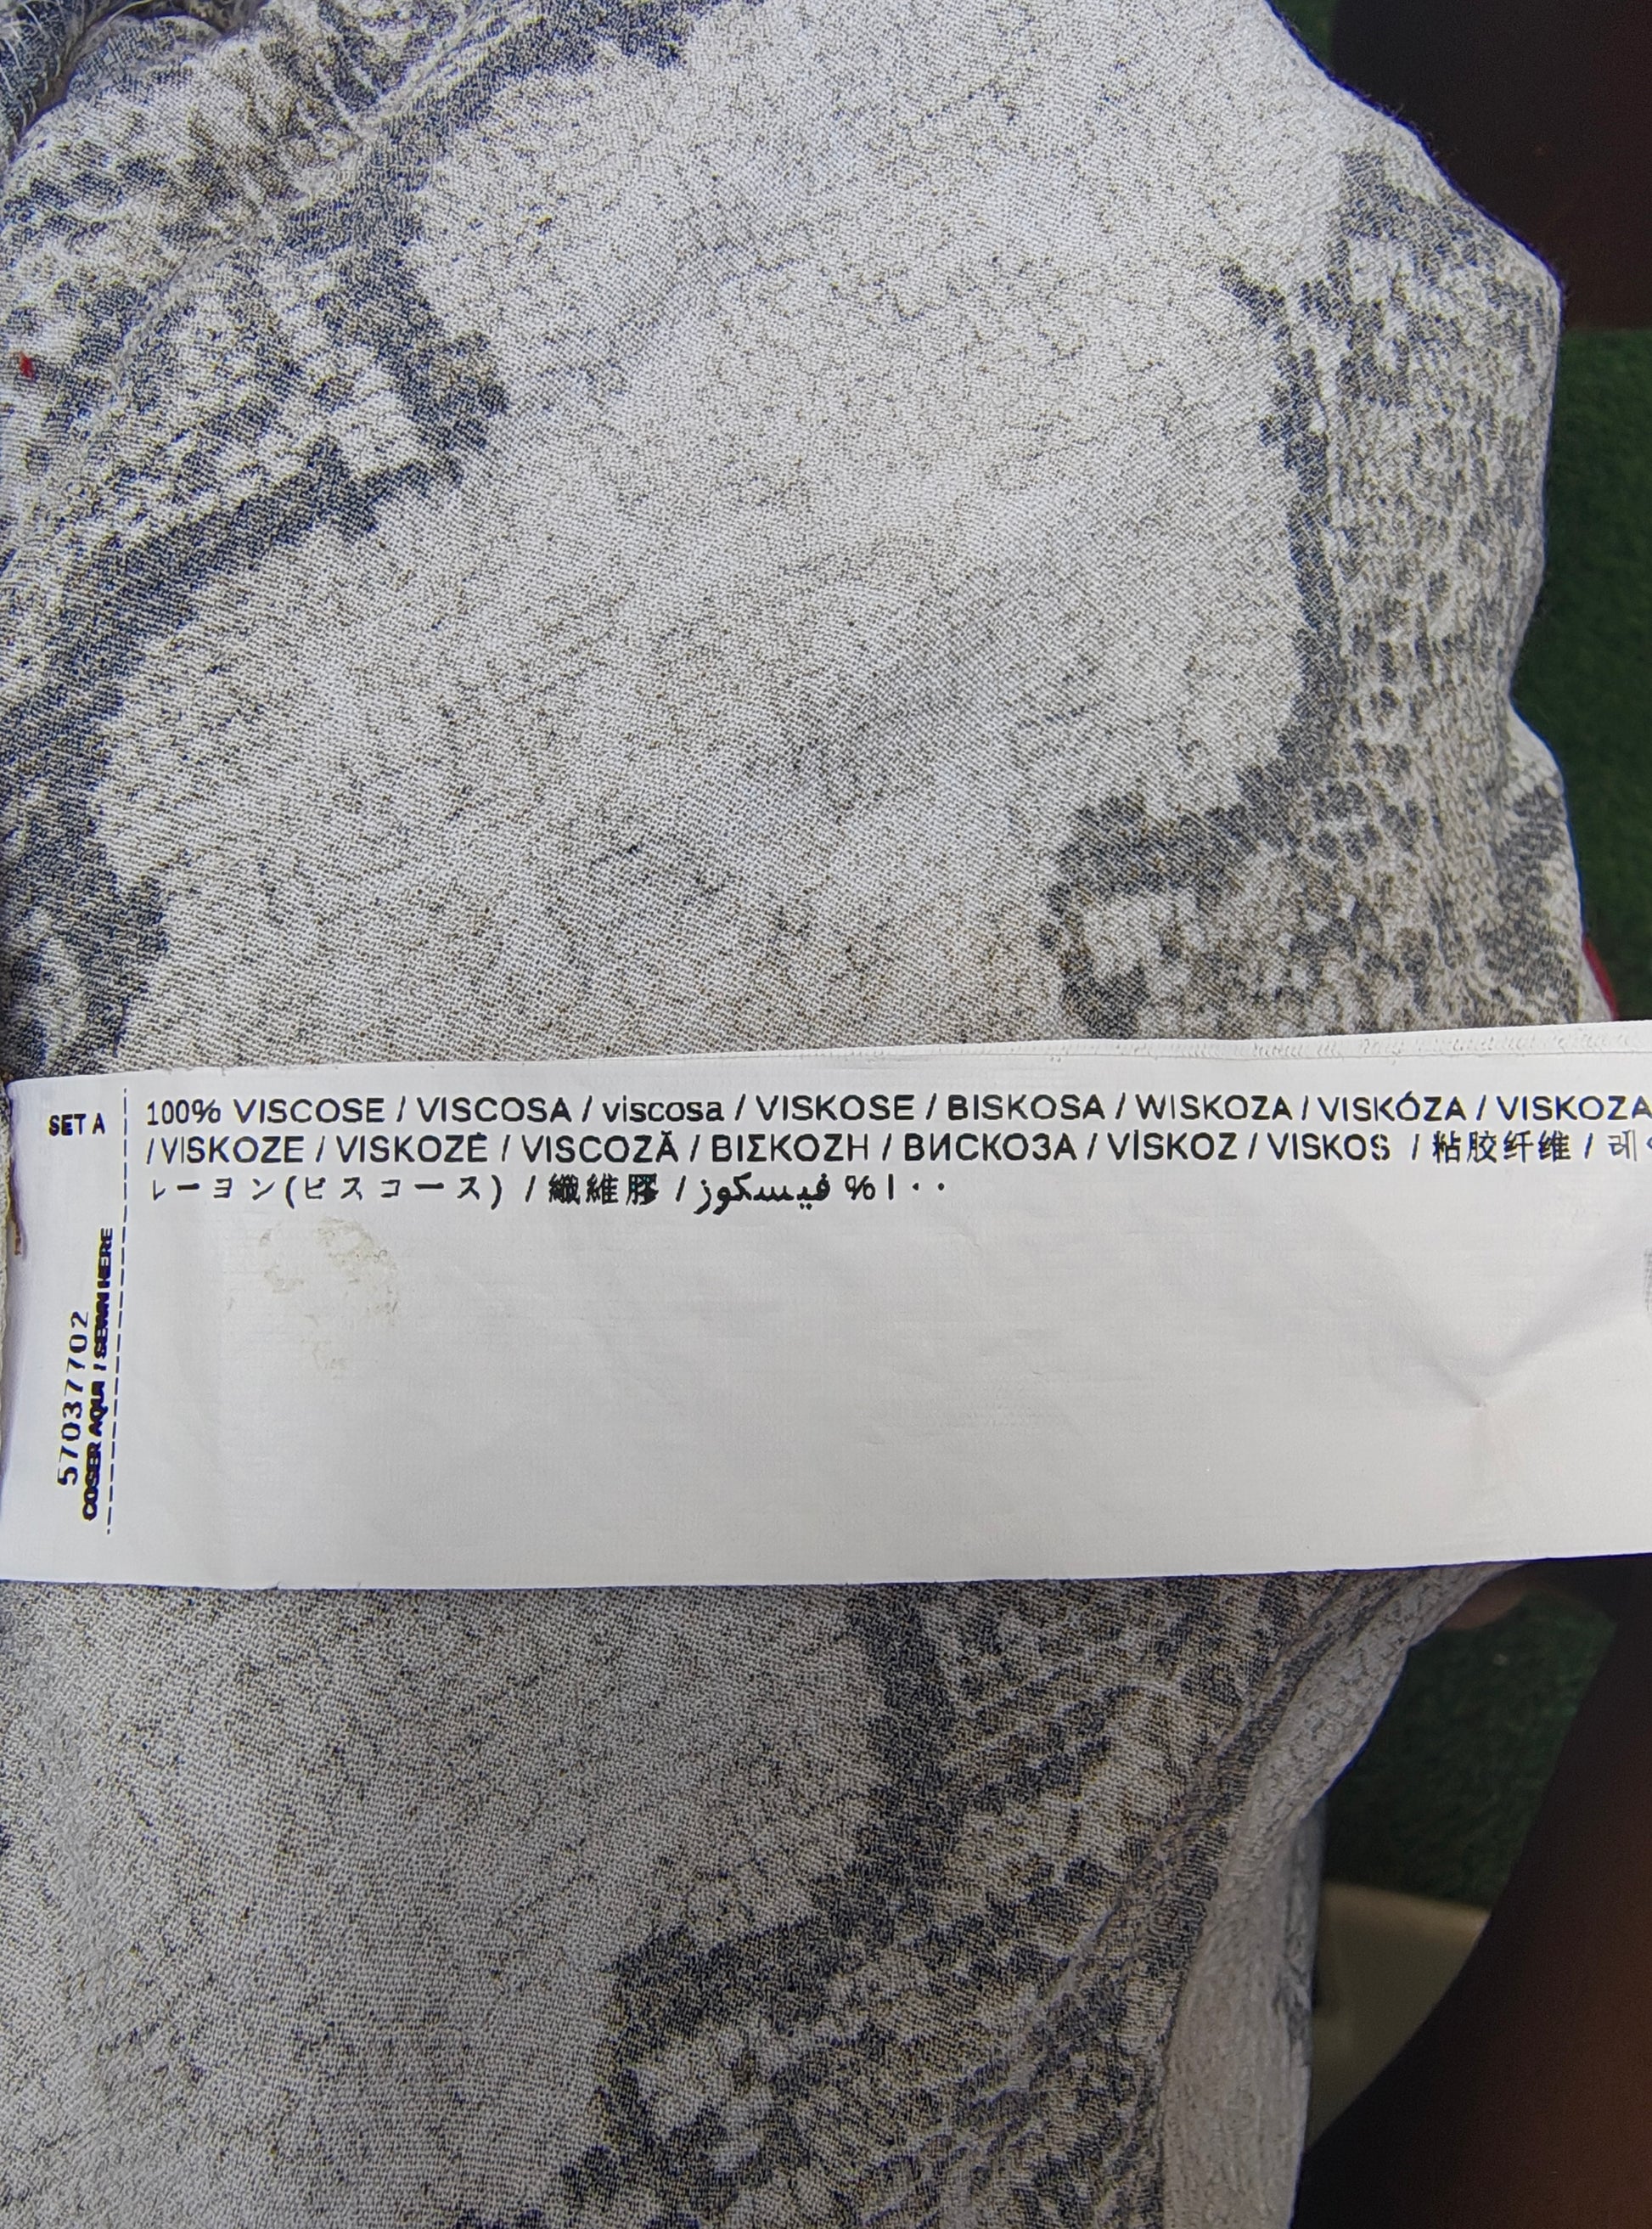 SET A
100% VISCOSE / VISCOSA / viscosa / VISKOSE / BISKOSA / WISKOZA / VISKÓZA / VISKOZA
/ VISKOZE / VISKOZĖ / VISCOZĂ / ΒΙΣΚΟΖΗ / ВИСКОЗА / VİSKOZ / VISKOS / 粘胶纤维 /
レーヨン(ビスコース) / 纖維膠 / فيسكوز %١٠٠
570377702
COSER AQUI / SEWN HERE